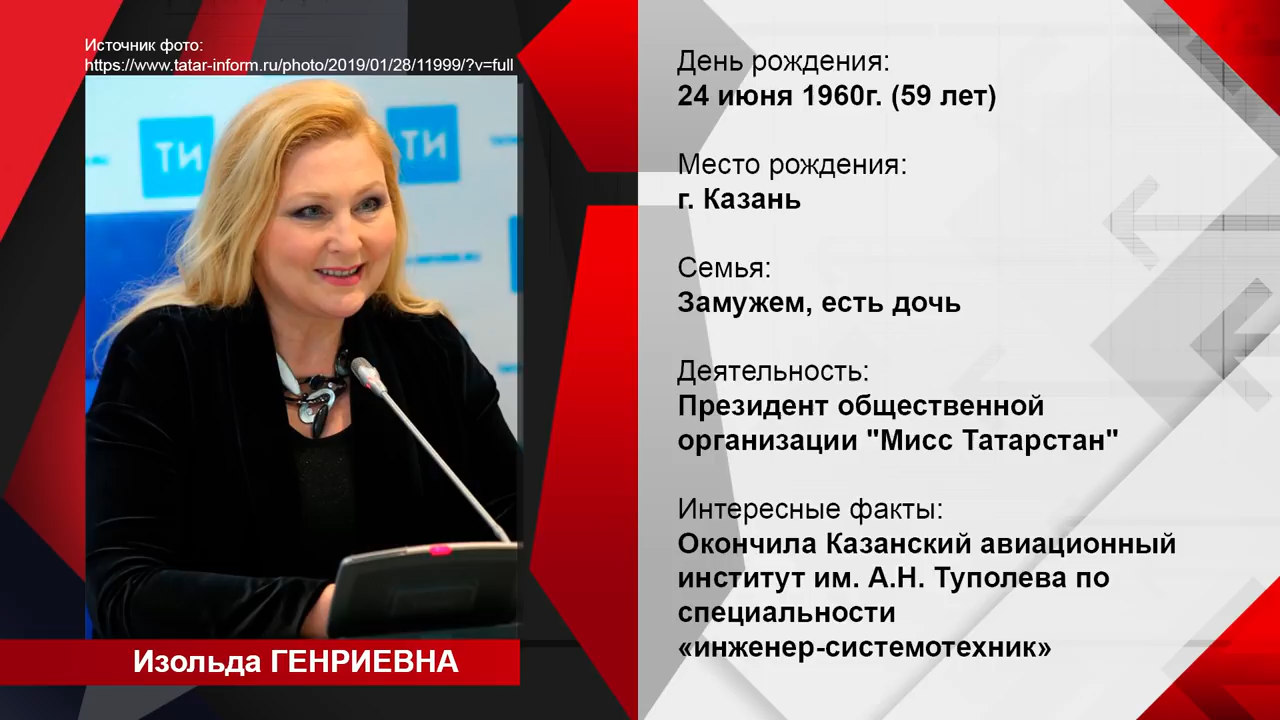 Источник фото:
https://www.tatar-inform.ru/photo/2019/01/28/11999/?v=full
ТИ
ТИ
Изольда ГЕНРИЕВНА
День рождения:
24 июня 1960г. (59 лет)
Место рождения:
г. Казань
Семья:
Замужем, есть дочь
Деятельность:
Президент общественной
организации "Мисс Татарстан"
Интересные факты:
Окончила Казанский авиационный
институт им. А.Н. Туполева по
специальности
«инженер-системотехник»